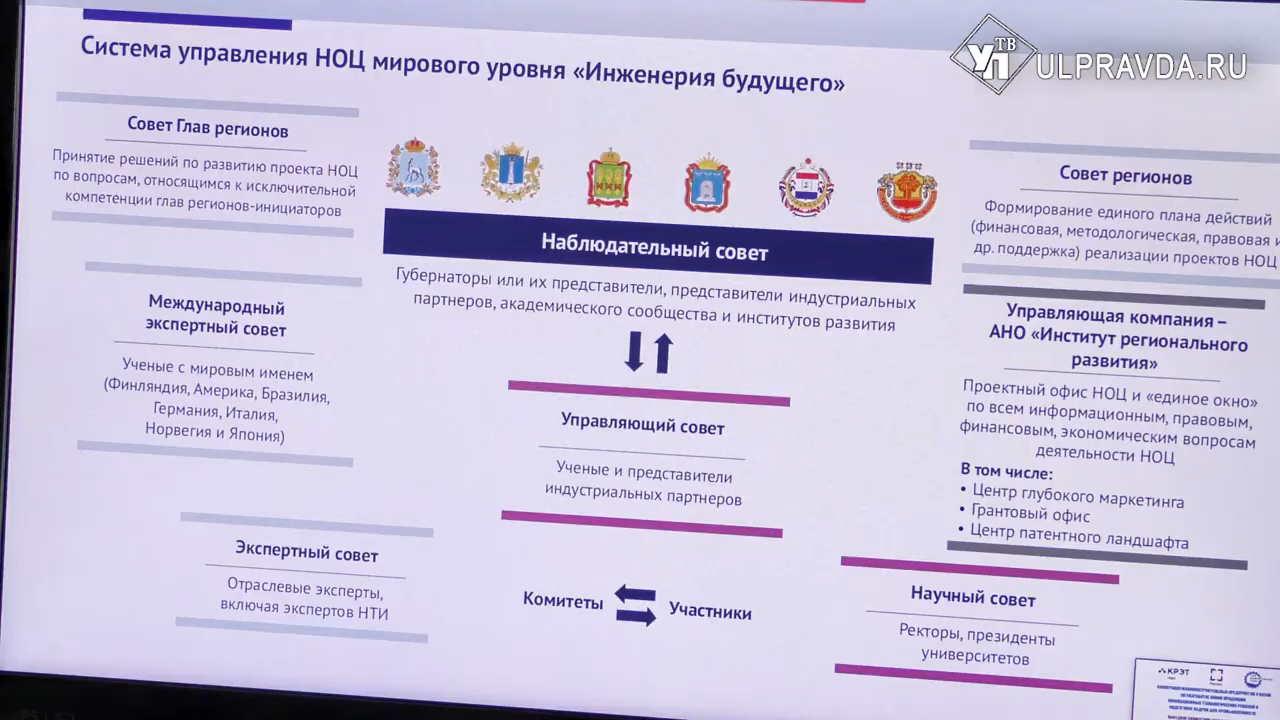 Система управления НОЦ мирового уровня «Инженерия будущего»
УП ТВ
ULPRAVDA.RU
Совет Глав регионов
Принятие решений по развитию проекта НОЦ
по вопросам, относящимся к исключительной
компетенции глав регионов-инициаторов
Международный
экспертный совет
Ученые с мировым именем
(Финляндия, Америка, Бразилия,
Германия, Италия,
Норвегия и Япония)
Экспертный совет
Отраслевые эксперты,
включая экспертов НТИ
Наблюдательный совет
Губернаторы или их представители, представители индустриальных
партнеров, академического сообщества и институтов развития
Управляющий совет
Ученые и представители
индустриальных партнеров
Комитеты
Участники
Совет регионов
Формирование единого плана действий
(финансовая, методологическая, правовая и
др. поддержка) реализации проектов НОЦ
Управляющая компания –
АНО «Институт регионального
развития»
Проектный офис НОЦ и «единое окно»
по всем информационным, правовым,
финансовым, экономическим вопросам
деятельности НОЦ
В том числе:
• Центр глубокого маркетинга
• Грантовый офис
• Центр патентного ландшафта
Научный совет
Ректоры, президенты
университетов
КРЭТ